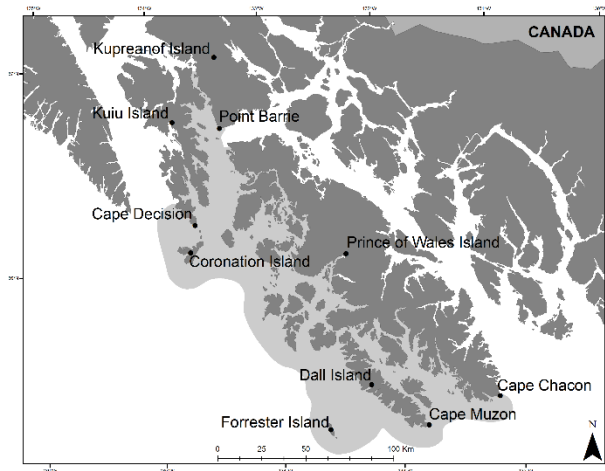 CANADA
Kupreanof Island
Kuiu Island
Point Barrie
Cape Decision
Prince of Wales Island
Coronation Island
Dall Island
Cape Chacon
Forrester Island
Cape Muzon
N
0 25 50 100 Km